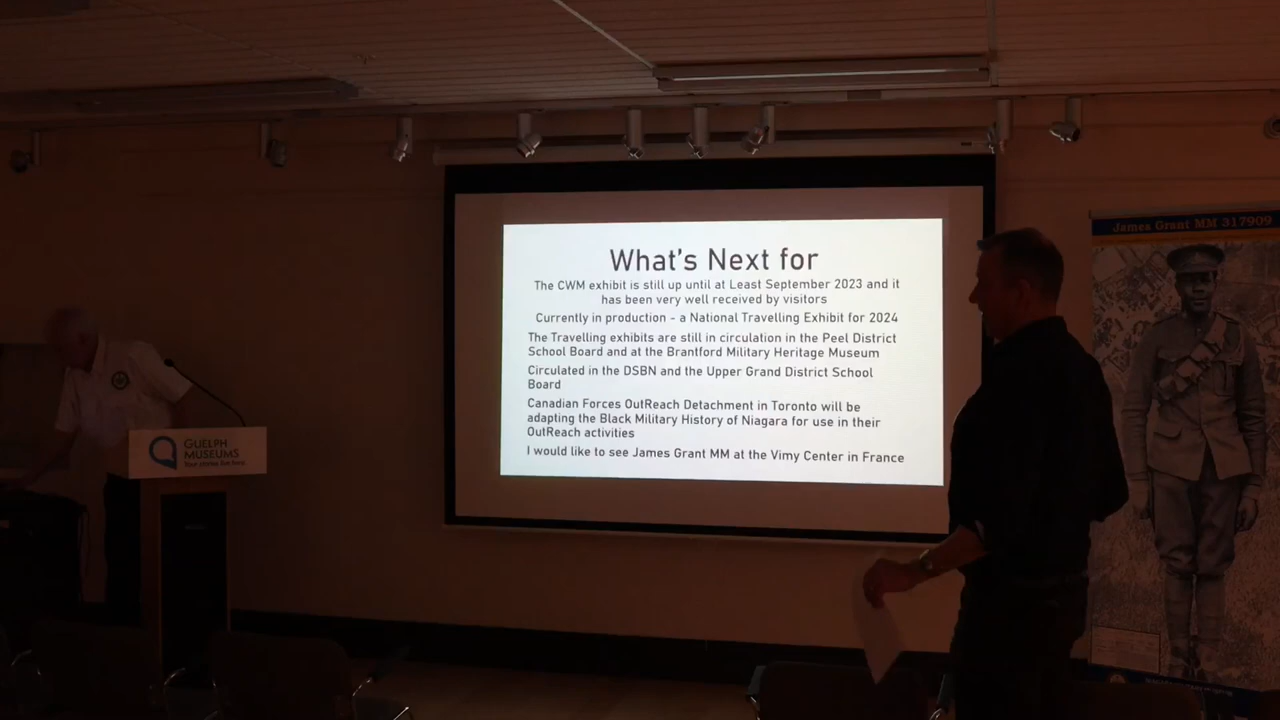 James Grant MM 317909
What's Next for
The CWM exhibit is still up until at Least September 2023 and it
has been very well received by visitors
Currently in production - a National Travelling Exhibit for 2024
The Travelling exhibits are still in circulation in the Peel District
School Board and at the Brantford Military Heritage Museum
Circulated in the DSBN and the Upper Grand District School
Board
Canadian Forces OutReach Detachment in Toronto will be
adapting the Black Military History of Niagara for use in their
OutReach activities
I would like to see James Grant MM at the Vimy Center in France
GUELPH
MUSEUMS
Your stories live here.